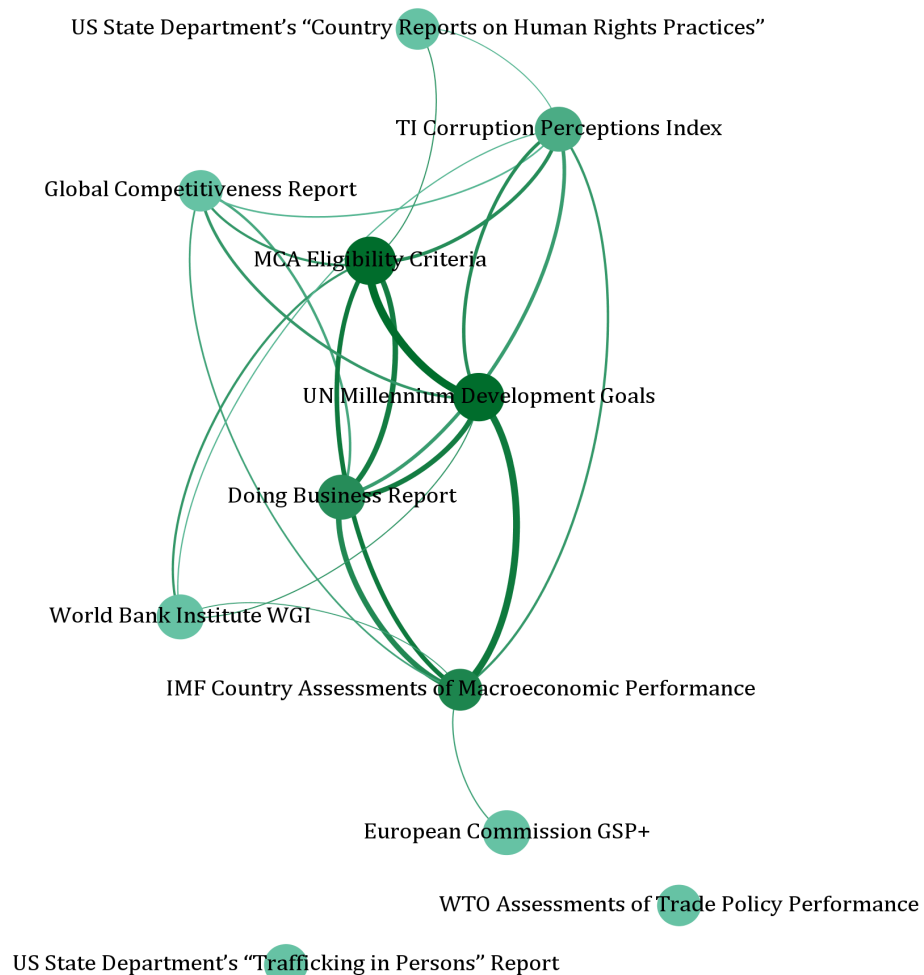 US State Department’s “Country Reports on Human Rights Practices”
TI Corruption Perceptions Index
Global Competitiveness Report
MCA Eligibility Criteria
UN Millennium Development Goals
Doing Business Report
World Bank Institute WGI
IMF Country Assessments of Macroeconomic Performance
European Commission GSP+
WTO Assessments of Trade Policy Performance
US State Department’s “Trafficking in Persons” Report